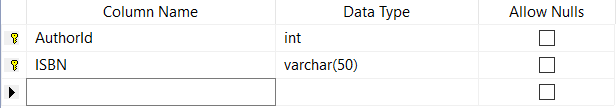 Column Name Data Type Allow Nulls
AuthorId int
ISBN varchar(50)